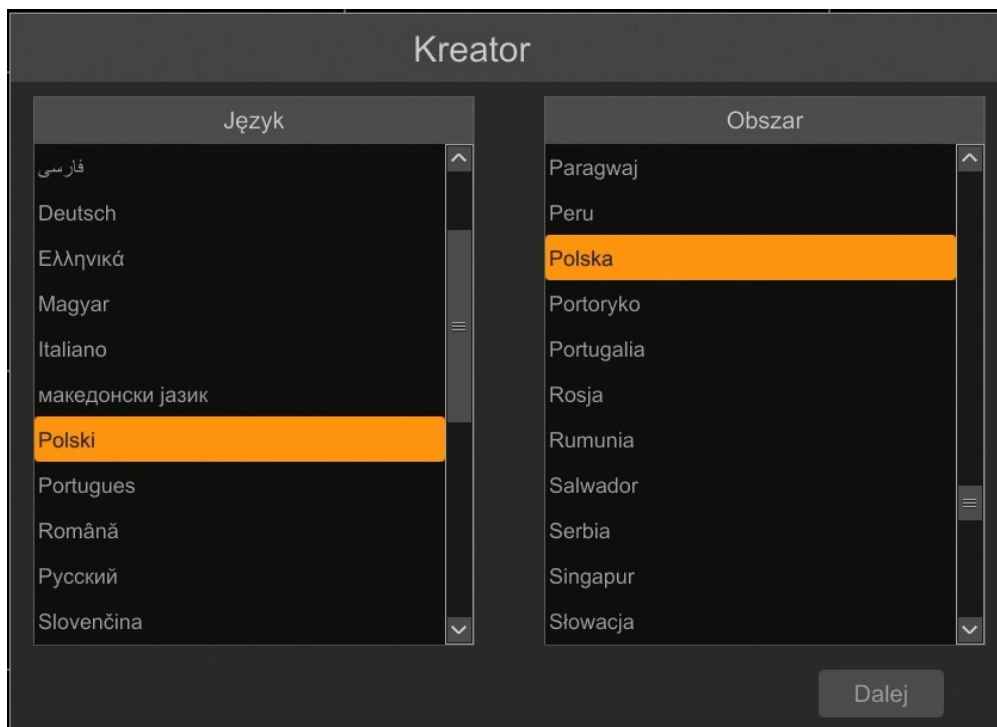 Kreator
Język
فارسی
Deutsch
Ελληνικά
Magyar
Italiano
македонски јазик
Polski
Portugues
Română
Русский
Slovenčina
Obszar
Paragwaj
Peru
Polska
Portoryko
Portugalia
Rosja
Rumunia
Salwador
Serbia
Singapur
Słowacja
Dalej